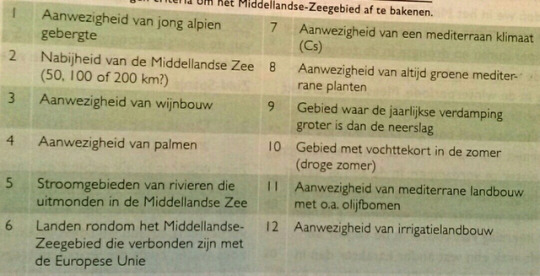 criteria om het Middellandse-Zeegebied af te bakenen.
1 Aanwezigheid van jong alpien
gebergte
2 Nabijheid van de Middellandse Zee
(50, 100 of 200 km?)
3 Aanwezigheid van wijnbouw
4 Aanwezigheid van palmen
5 Stroomgebieden van rivieren die
uitmonden in de Middellandse Zee
6 Landen rondom het Middellandse-
Zeegebied die verbonden zijn met
de Europese Unie
7 Aanwezigheid van een mediterraan klimaat
(Cs)
8 Aanwezigheid van altijd groene mediter-
rane planten
9 Gebied waar de jaarlijkse verdamping
groter is dan de neerslag
10 Gebied met vochttekort in de zomer
(droge zomer)
11 Aanwezigheid van mediterrane landbouw
met o.a. olijfbomen
12 Aanwezigheid van irrigatielandbouw